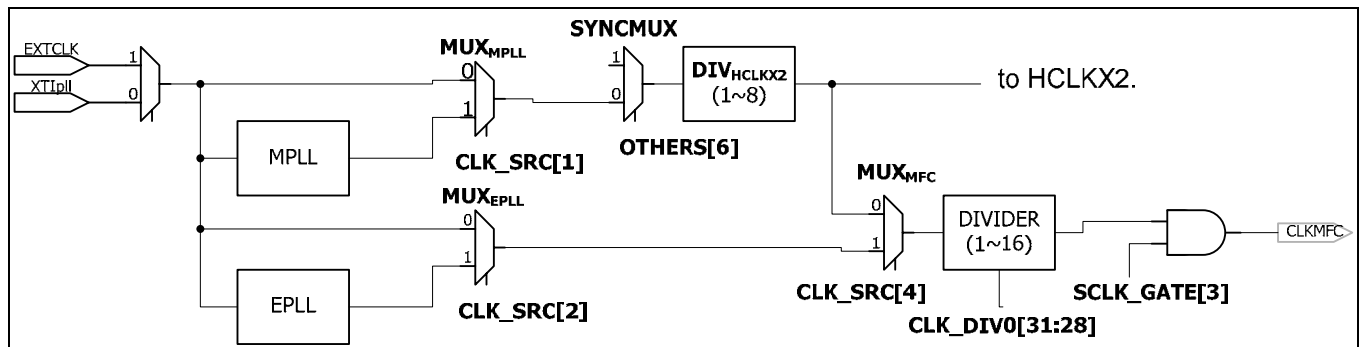 EXTCLK
1
XTIpll
0
MUXMPLL
0
1
CLK_SRC[1]
MPLL
SYNCMUX
1
0
OTHERS[6]
DIVHCLKX2
(1~8)
to HCLKX2.
MUXEPLL
0
1
CLK_SRC[2]
EPLL
MUXMFC
0
1
CLK_SRC[4]
DIVIDER
(1~16)
CLK_DIV0[31:28]
SCLK_GATE[3]
CLKMFC